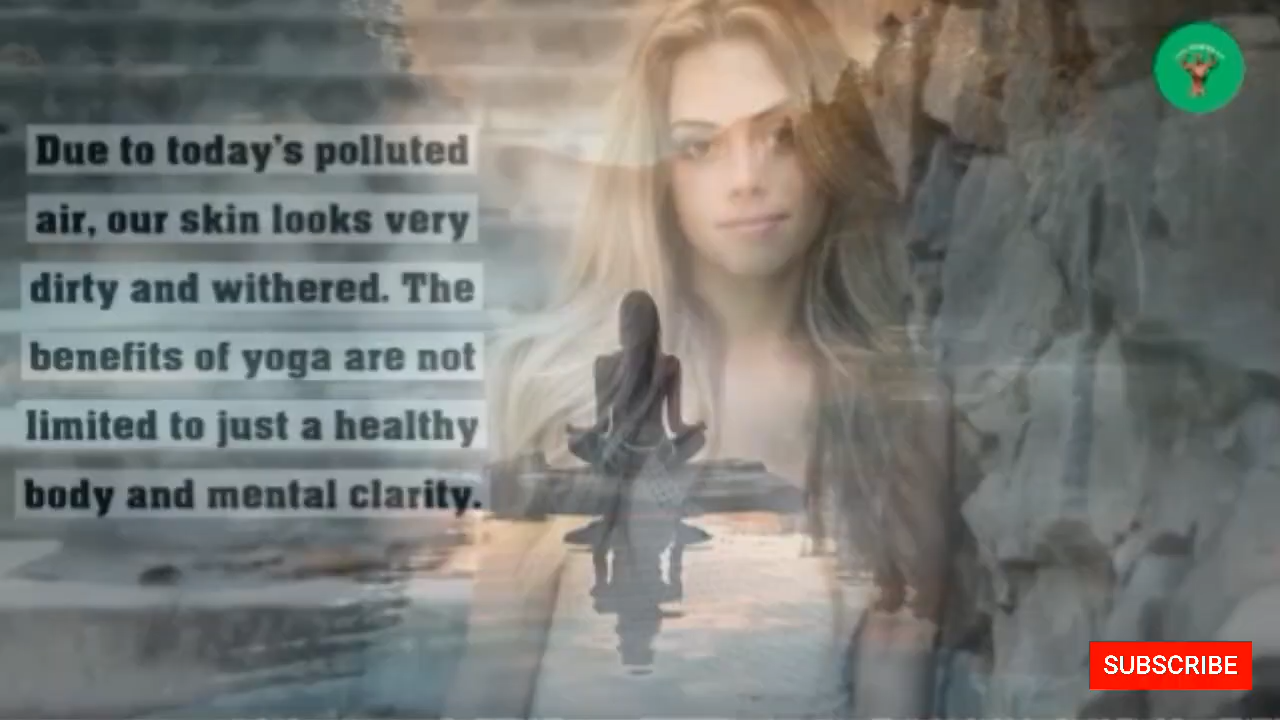 Due to today's polluted
air, our skin looks very
dirty and withered. The
benefits of yoga are not
limited to just a healthy
body and mental clarity.
SUBSCRIBE